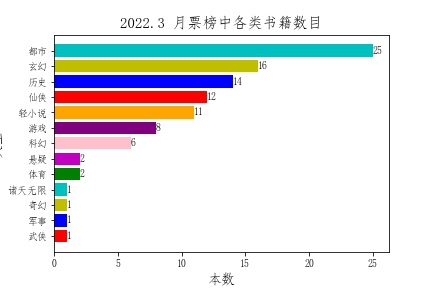 2022.3 月票榜中各类书籍数目
都市 25
玄幻 16
历史 14
仙侠 12
轻小说 11
游戏 8
科幻 6
悬疑 2
体育 2
诸天无限 1
奇幻 1
军事 1
武侠 1
0 5 10 15 20 25
本数